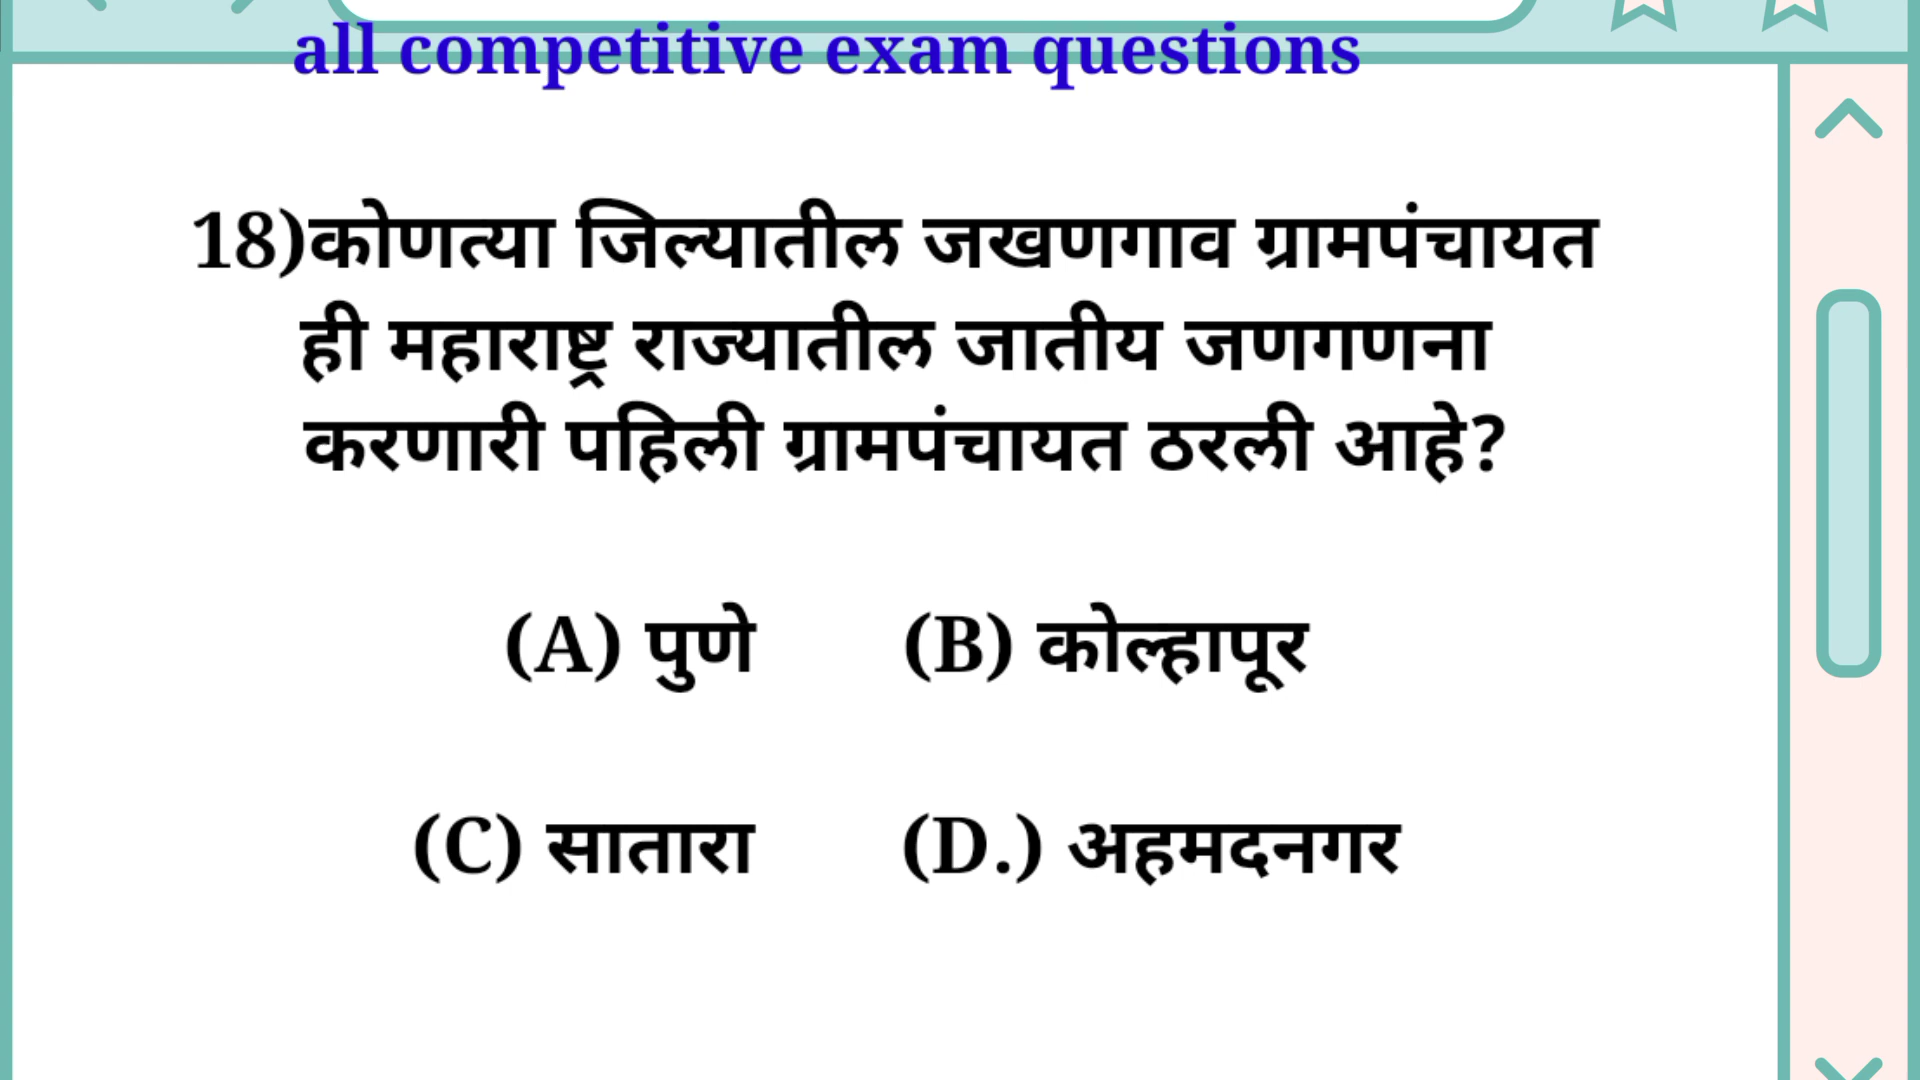 all competitive exam questions
18)कोणत्या जिल्यातील जखणगाव ग्रामपंचायत
ही महाराष्ट्र राज्यातील जातीय जणगणना
करणारी पहिली ग्रामपंचायत ठरली आहे?
(A) पुणे (B) कोल्हापूर
(C) सातारा (D.) अहमदनगर